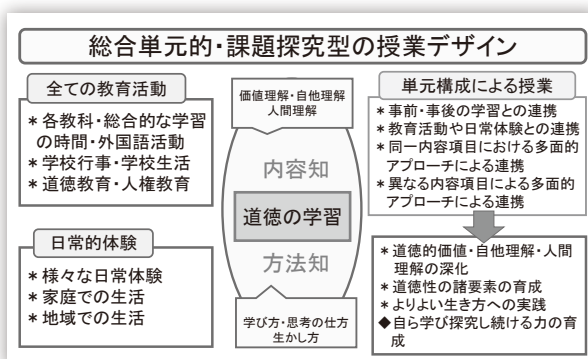 総合単元的・課題探究型の授業デザイン
全ての教育活動
＊各教科・総合的な学習
の時間・外国語活動
＊学校行事・学校生活
＊道徳教育・人権教育
日常的体験
＊様々な日常体験
＊家庭での生活
＊地域での生活
価値理解・自他理解
人間理解
内容知
道徳の学習
方法知
学び方・思考の仕方
生かし方
単元構成による授業
＊事前・事後の学習との連携
＊教育活動や日常体験との連携
＊同一内容項目における多面的
アプローチによる連携
＊異なる内容項目による多面的
アプローチによる連携
＊道徳的価値・自他理解・人間
理解の深化
＊道徳性の諸要素の育成
＊よりよい生き方への実践
◆自ら学び探究し続ける力の育
成